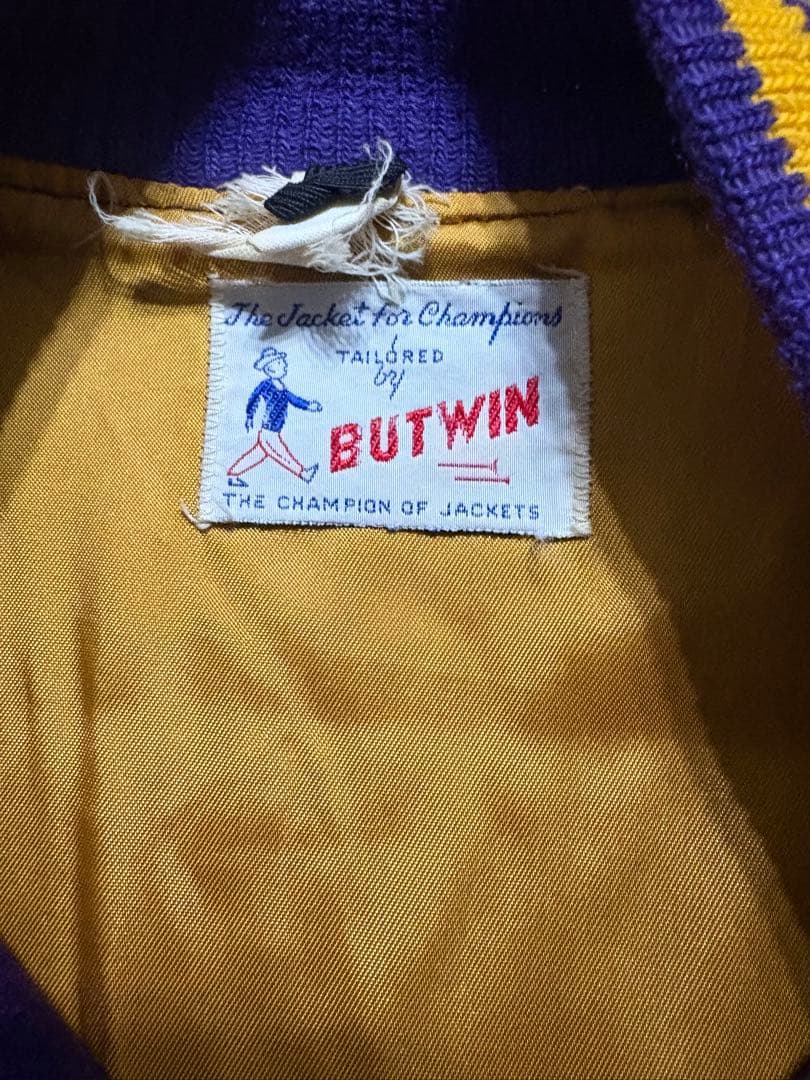 The Jacket for Champions
TAILORED
by
BUTWIN
THE CHAMPION OF JACKETS